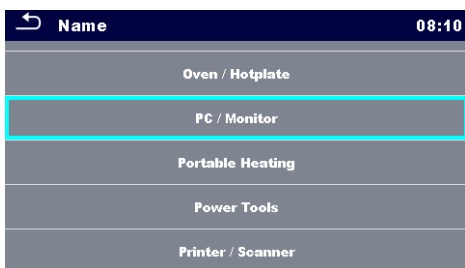 Name 08:10
Oven / Hotplate
PC / Monitor
Portable Heating
Power Tools
Printer / Scanner